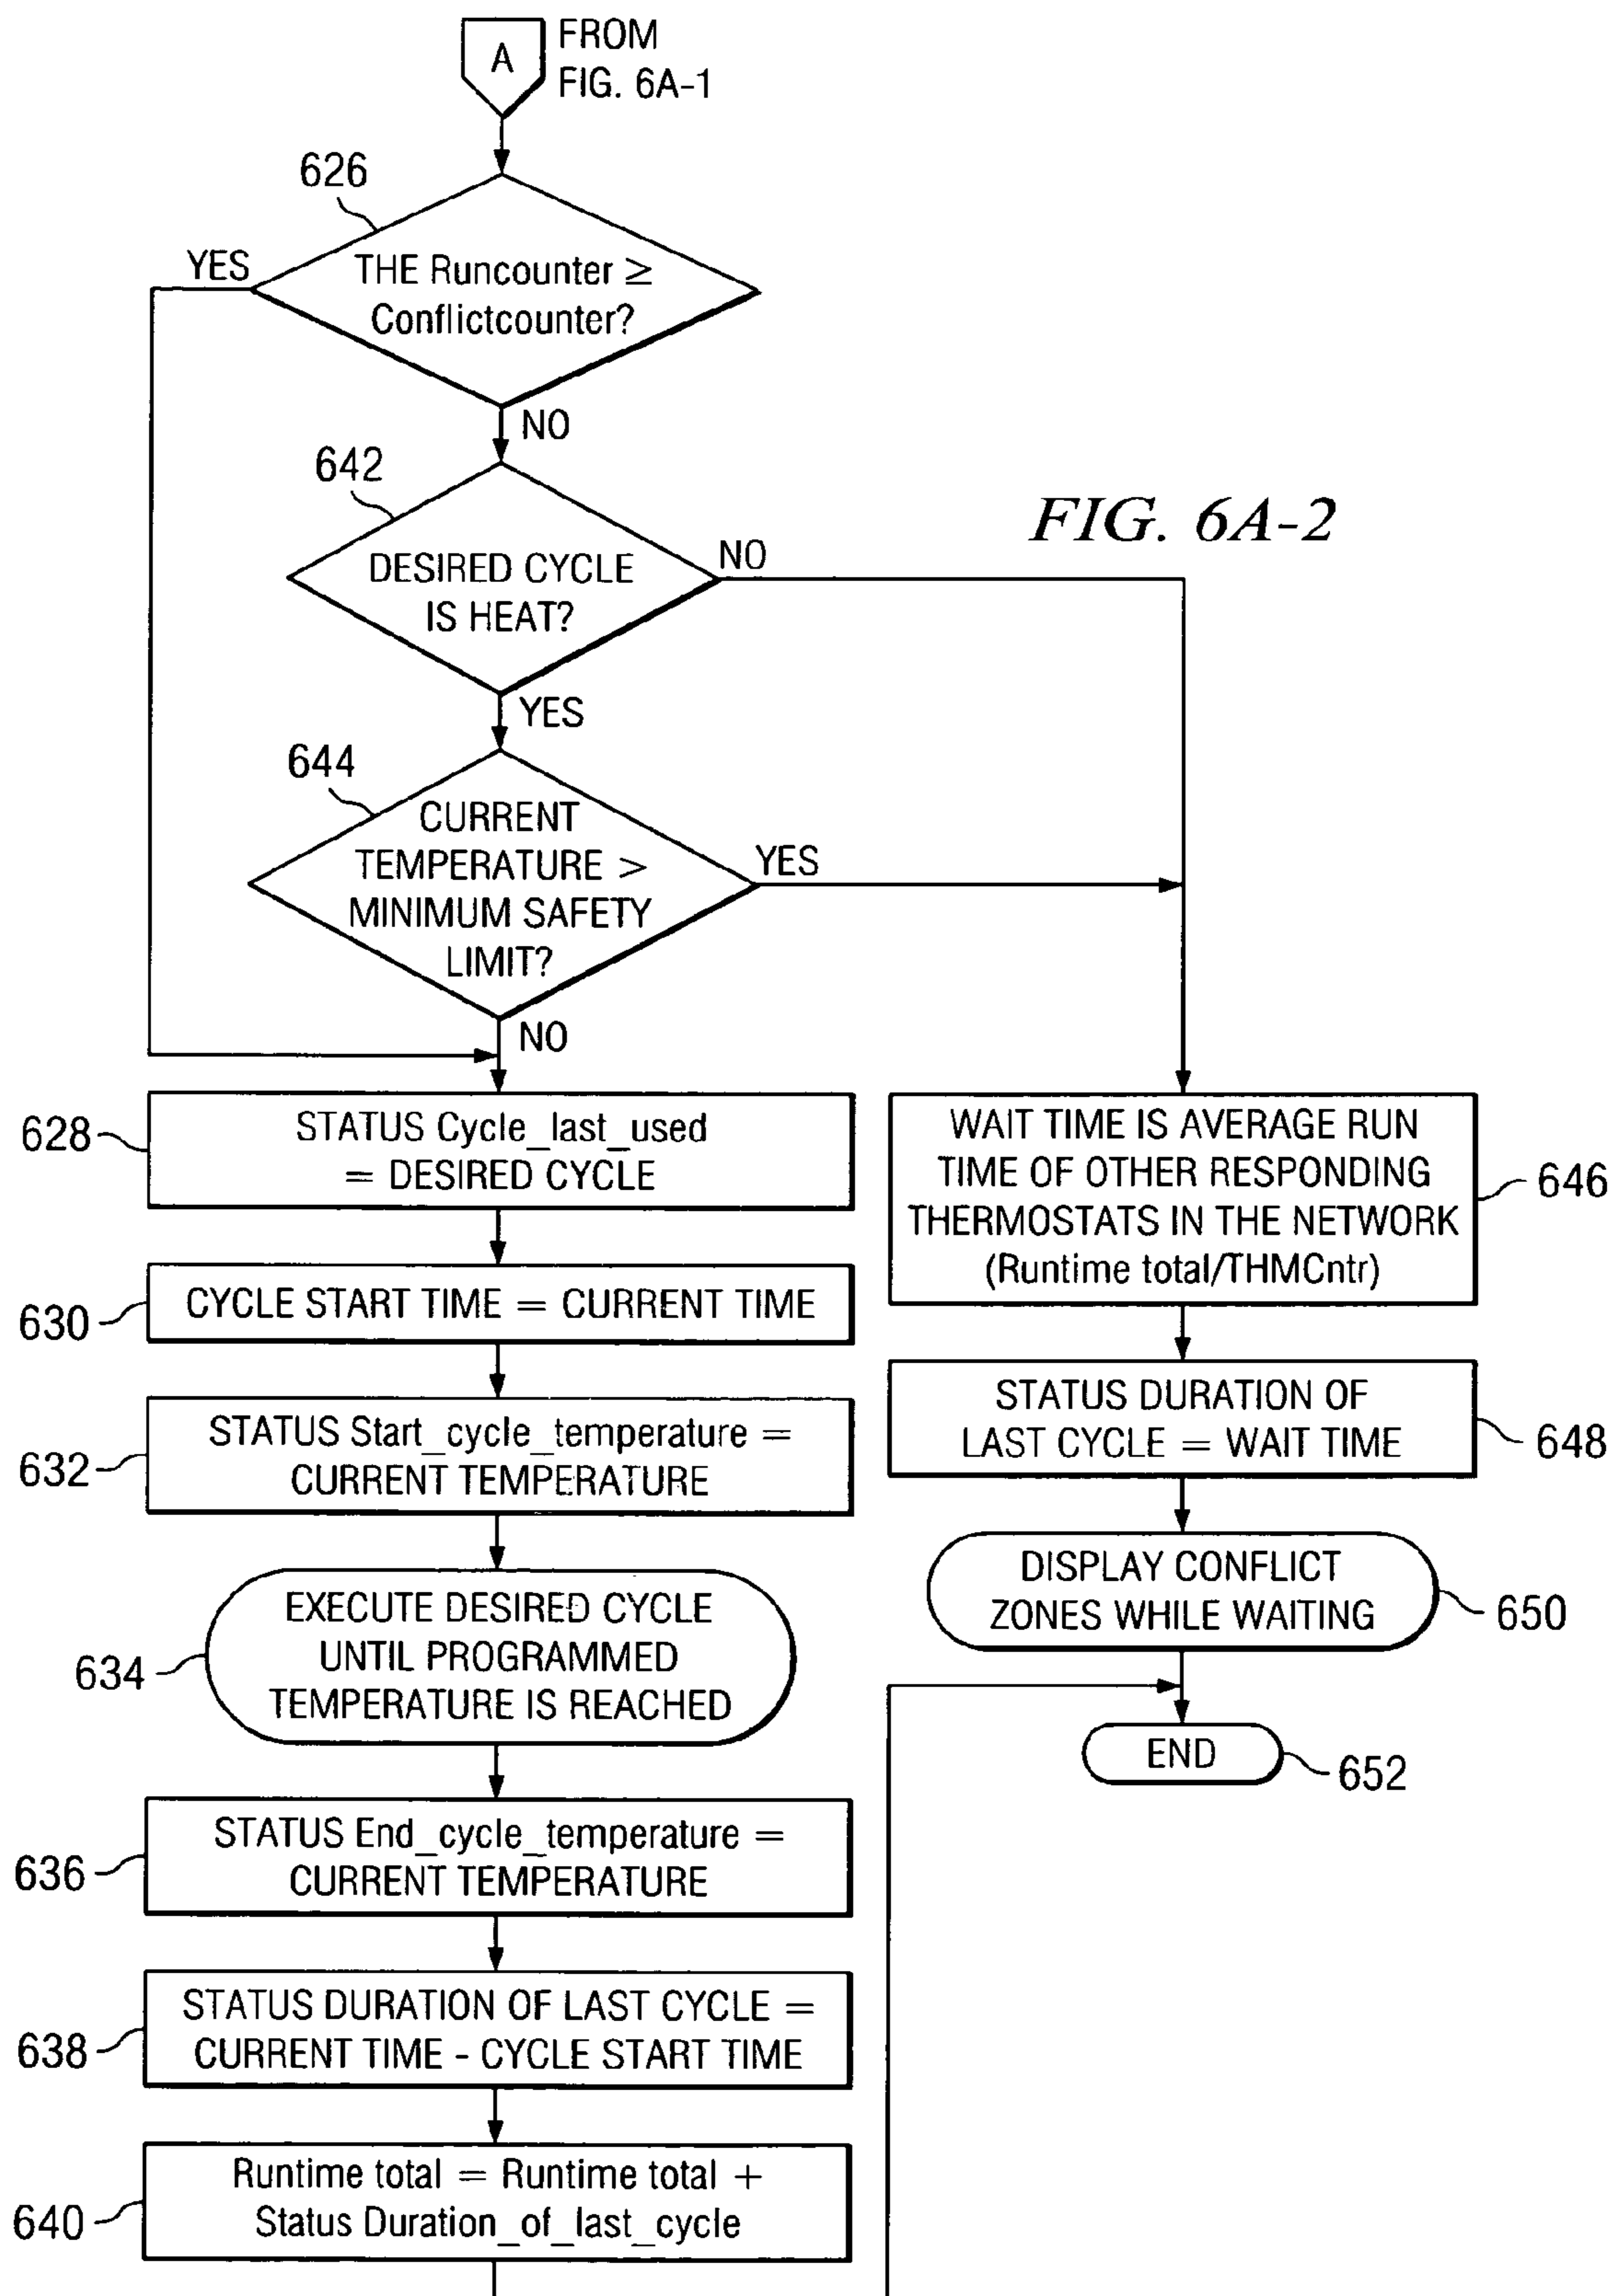 A
FROM
FIG. 6A-1
626
YES
THE Runcounter ≥
Conflictcounter?
NO
642
FIG. 6A-2
DESIRED CYCLE
IS HEAT?
NO
YES
644
CURRENT
TEMPERATURE >
MINIMUM SAFETY
LIMIT?
YES
NO
628
STATUS Cycle_last_used
= DESIRED CYCLE
630
CYCLE START TIME = CURRENT TIME
632
STATUS Start_cycle_temperature =
CURRENT TEMPERATURE
634
EXECUTE DESIRED CYCLE
UNTIL PROGRAMMED
TEMPERATURE IS REACHED
636
STATUS End_cycle_temperature =
CURRENT TEMPERATURE
638
STATUS DURATION OF LAST CYCLE =
CURRENT TIME - CYCLE START TIME
640
Runtime total = Runtime total +
Status Duration_of_last_cycle
WAIT TIME IS AVERAGE RUN
TIME OF OTHER RESPONDING
THERMOSTATS IN THE NETWORK
(Runtime total/THMCntr)
646
STATUS DURATION OF
LAST CYCLE = WAIT TIME
648
DISPLAY CONFLICT
ZONES WHILE WAITING
650
END
652